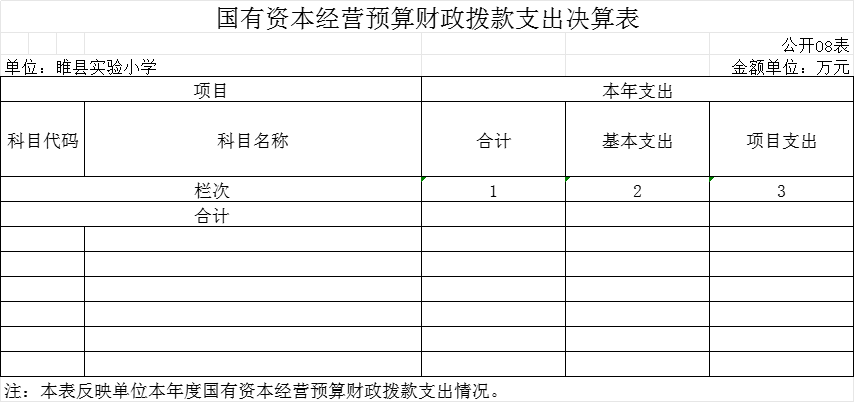 国有资本经营预算财政拨款支出决算表
公开08表
单位：睢县实验小学 金额单位：万元
项目 本年支出
科目代码 科目名称 合计 基本支出 项目支出
栏次 1 2 3
合计
注：本表反映单位本年度国有资本经营预算财政拨款支出情况。